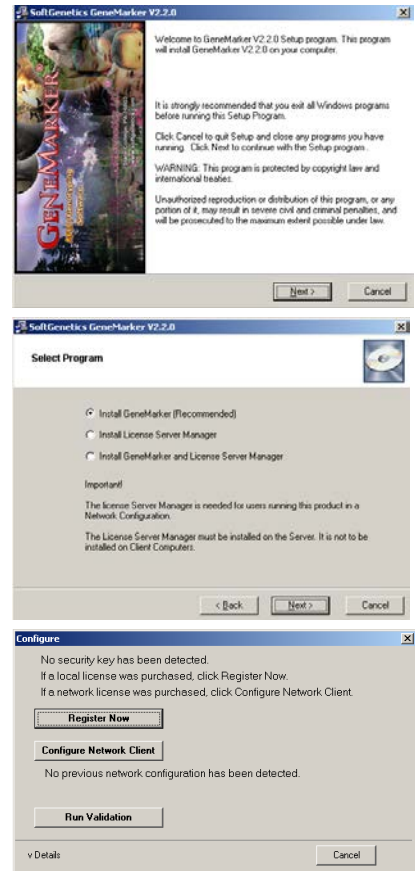 SoftGenetics GeneMarker V2.2.0
GENEMARKER
Welcome to GeneMarker V2.2.0 Setup program. This program
will install GeneMarker V2.2.0 on your computer.
It is strongly recommended that you exit all Windows programs
before running this Setup Program.
Click Cancel to quit Setup and close any programs you have
running. Click Next to continue with the Setup program.
WARNING: This program is protected by copyright law and
international treaties.
Unauthorized reproduction or distribution of this program, or any
portion of it, may result in severe civil and criminal penalties, and
will be prosecuted to the maximum extent possible under law.
Next >
Cancel
SoftGenetics GeneMarker V2.2.0
Select Program
Install GeneMarker (Recommended)
Install License Server Manager
Install GeneMarker and License Server Manager
Important!
The license Server Manager is needed for users running this product in a
Network Configuration.
The License Server Manager must be installed on the Server. It is not to be
installed on Client Computers.
< Back
Next >
Cancel
Configure
No security key has been detected.
If a local license was purchased, click Register Now.
If a network license was purchased, click Configure Network Client.
Register Now
Configure Network Client
No previous network configuration has been detected.
Run Validation
v Details
Cancel